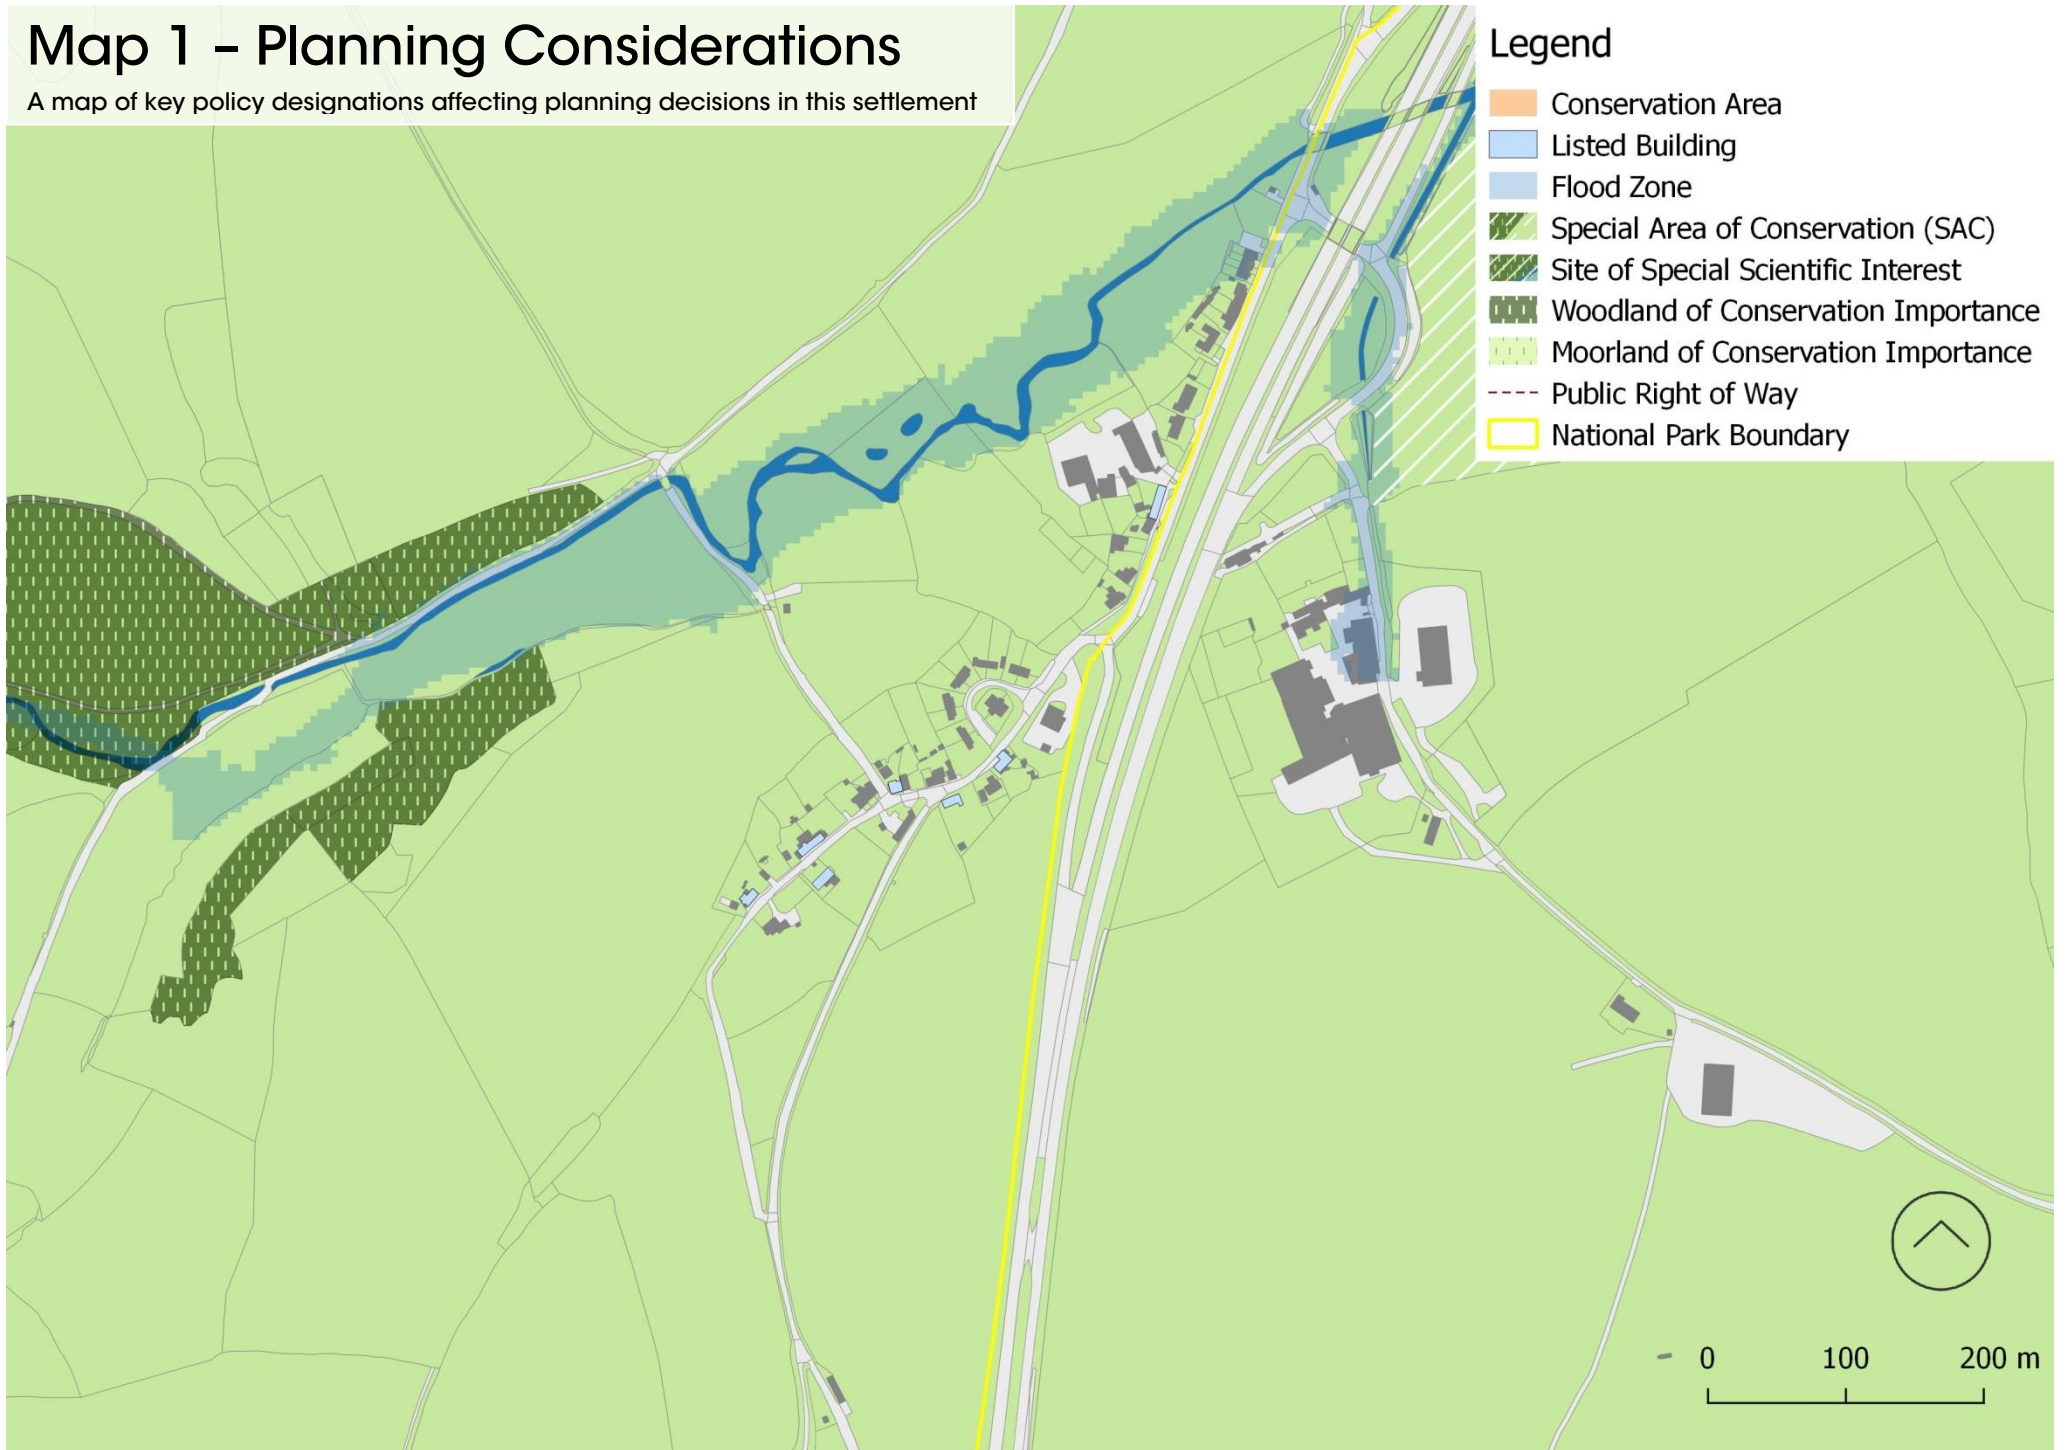 Map 1 – Planning Considerations
A map of key policy designations affecting planning decisions in this settlement
Legend
Conservation Area
Listed Building
Flood Zone
Special Area of Conservation (SAC)
Site of Special Scientific Interest
Woodland of Conservation Importance
Moorland of Conservation Importance
Public Right of Way
National Park Boundary
0 100 200 m